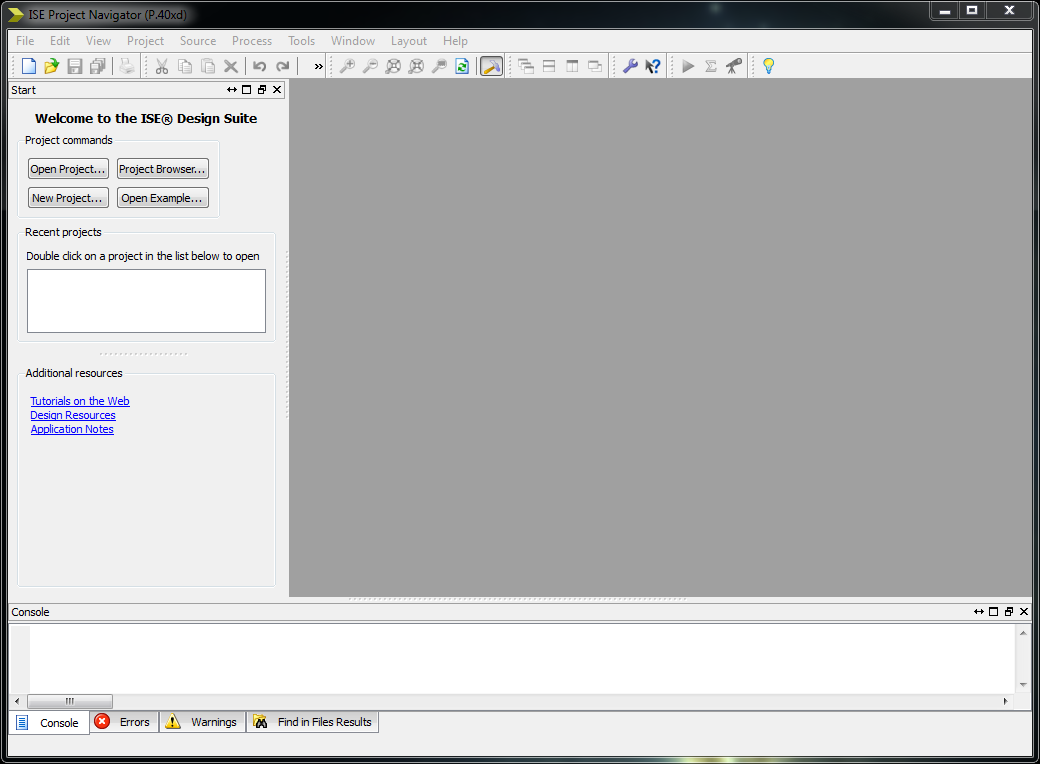 ISE Project Navigator (P.40xd)
File Edit View Project Source Process Tools Window Layout Help
Start
Welcome to the ISE® Design Suite
Project commands
Open Project... Project Browser...
New Project... Open Example...
Recent projects
Double click on a project in the list below to open
Additional resources
Tutorials on the Web
Design Resources
Application Notes
Console
Console Errors Warnings Find in Files Results